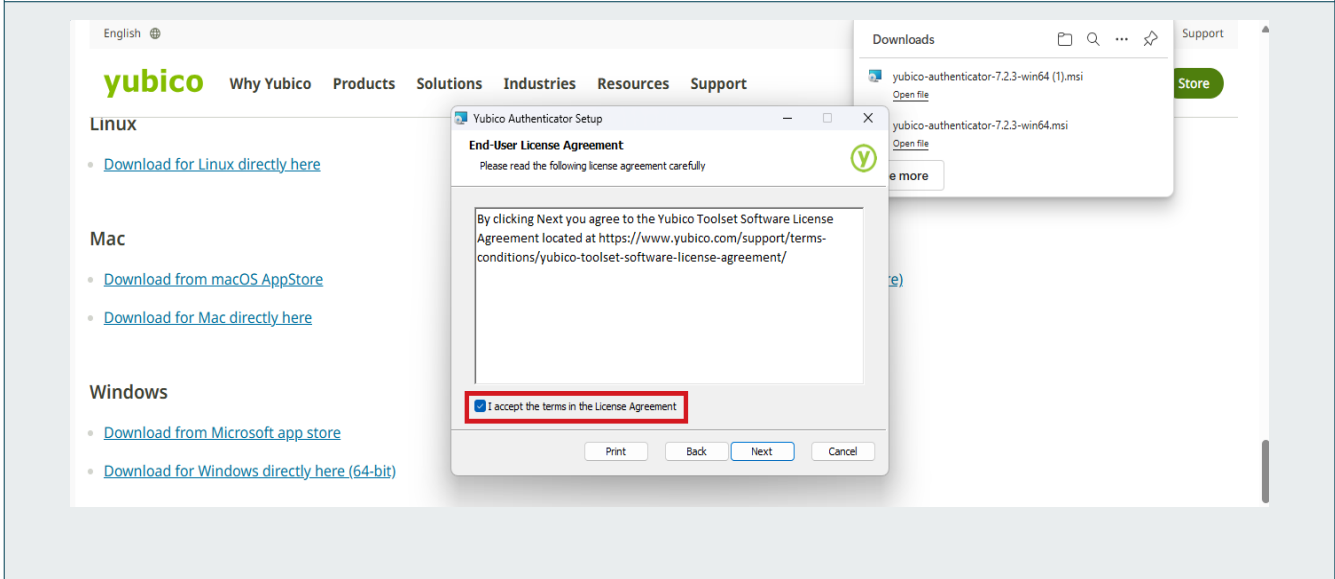 English
Support
yubico
Why Yubico Products Solutions Industries Resources Support
Store
Downloads
yubico-authenticator-7.2.3-win64 (1).msi
Open file
yubico-authenticator-7.2.3-win64.msi
Open file
e more
Linux
Download for Linux directly here
Mac
Download from macOS AppStore
Download for Mac directly here
re)
Windows
Download from Microsoft app store
Download for Windows directly here (64-bit)
Yubico Authenticator Setup
End-User License Agreement
Please read the following license agreement carefully
y
By clicking Next you agree to the Yubico Toolset Software License
Agreement located at https://www.yubico.com/support/terms-
conditions/yubico-toolset-software-license-agreement/
I accept the terms in the License Agreement
Print Back Next Cancel